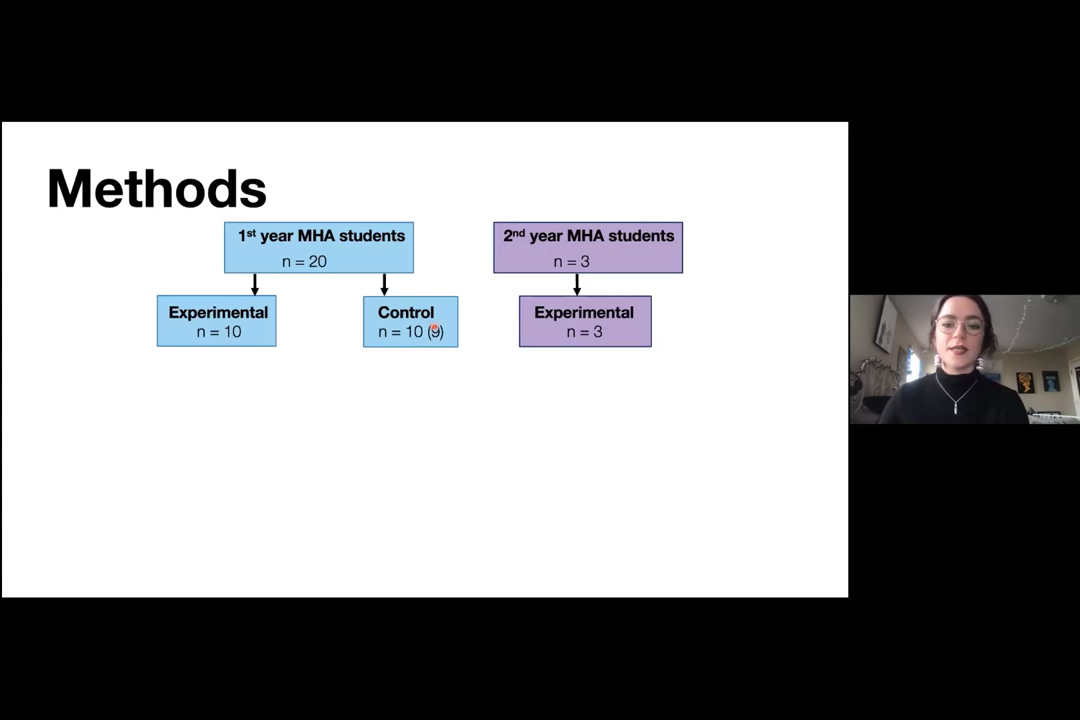 Methods
1st year MHA students
n = 20
2nd year MHA students
n = 3
Experimental
n = 10
Control
n = 10 (9)
Experimental
n = 3